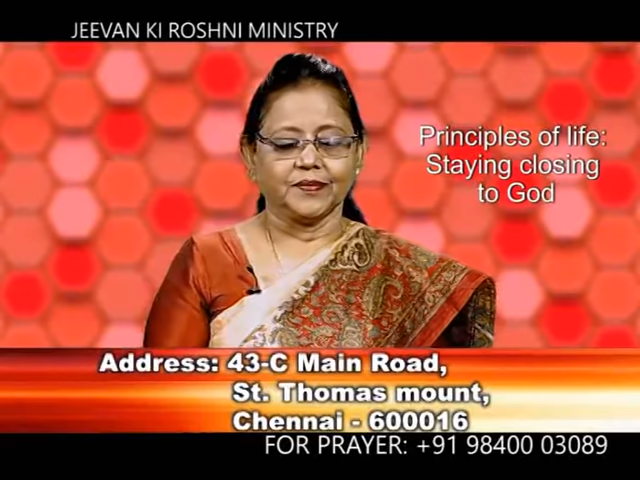 JEEVAN KI ROSHNI MINISTRY
Principles of life:
Staying closing
to God
Address: 43-C Main Road,
St. Thomas mount,
Chennai - 600016
FOR PRAYER: +91 98400 03089